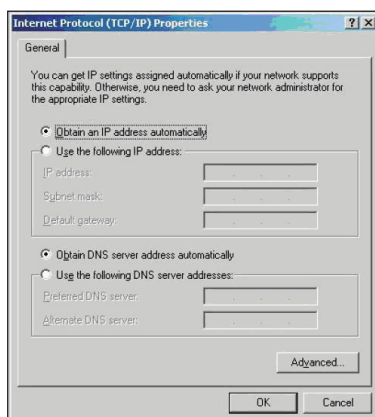 Internet Protocol (TCP/IP) Properties
General
You can get IP settings assigned automatically if your network supports
this capability. Otherwise, you need to ask your network administrator for
the appropriate IP settings.
Obtain an IP address automatically
Use the following IP address:
IP address:
Subnet mask:
Default gateway:
Obtain DNS server address automatically
Use the following DNS server addresses:
Preferred DNS server:
Alternate DNS server:
Advanced...
OK
Cancel